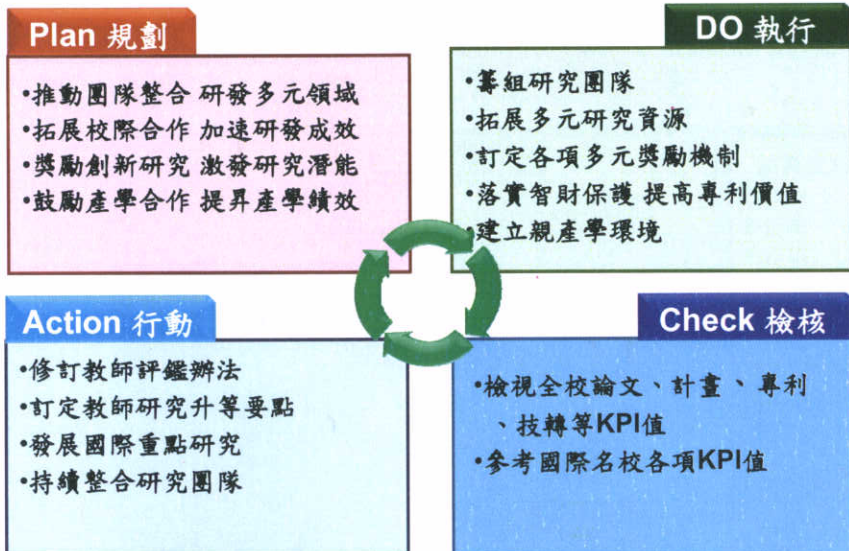 Plan 規劃
•推動團隊整合 研發多元領域
•拓展校際合作 加速研發成效
•獎勵創新研究 激發研究潛能
•鼓勵產學合作 提昇產學績效
DO 執行
•籌組研究團隊
•拓展多元研究資源
•訂定各項多元獎勵機制
•落實智財保護 提高專利價值
•建立親產學環境
Action 行動
•修訂教師評鑑辦法
•訂定教師研究升等要點
•發展國際重點研究
•持續整合研究團隊
Check 檢核
•檢視全校論文、計畫、專利
、技轉等KPI值
•參考國際名校各項KPI值